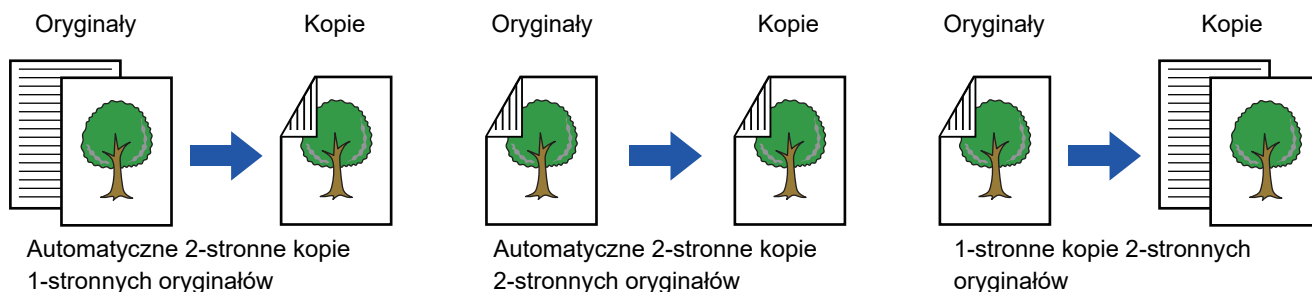 Oryginały
Kopie
Automatyczne 2-stronne kopie
1-stronnych oryginałów
Oryginały
Kopie
Automatyczne 2-stronne kopie
2-stronnych oryginałów
Oryginały
Kopie
1-stronne kopie 2-stronnych
oryginałów